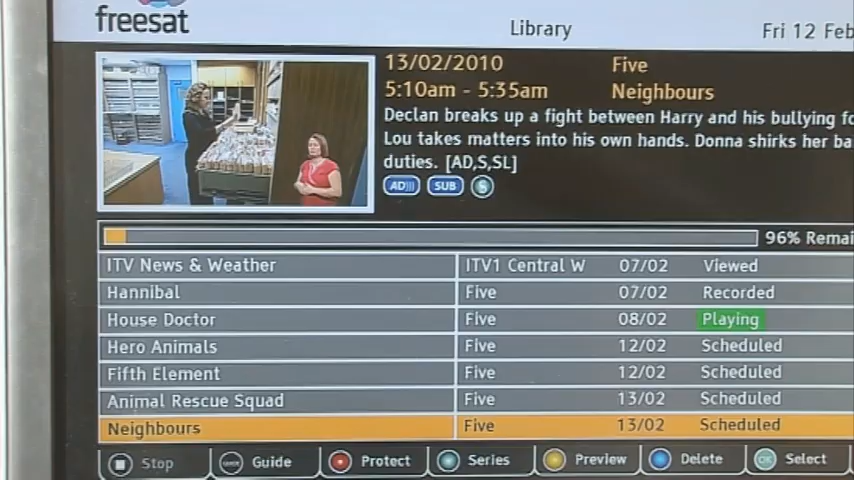 freesat
Library
Fri 12 Feb
13/02/2010 Five
5:10am - 5:35am Neighbours
Declan breaks up a fight between Harry and his bullying fo
Lou takes matters into his own hands. Donna shirks her ba
duties. [AD,S,SL]
AD))) SUB S
96% Remai
ITV News & Weather ITV1 Central W 07/02 Viewed
Hannibal Five 07/02 Recorded
House Doctor Five 08/02 Playing
Hero Animals Five 12/02 Scheduled
Fifth Element Five 12/02 Scheduled
Animal Rescue Squad Five 13/02 Scheduled
Neighbours Five 13/02 Scheduled
Stop GUIDE Guide Protect Series Preview Delete OK Select